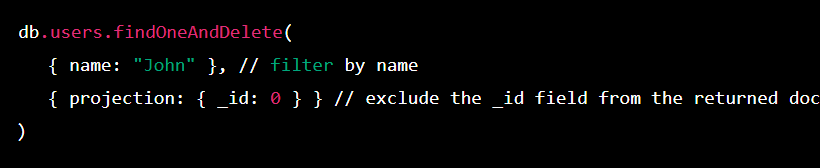 db.users.findOneAndDelete(
{ name: "John" }, // filter by name
{ projection: { _id: 0 } } // exclude the _id field from the returned doc
)